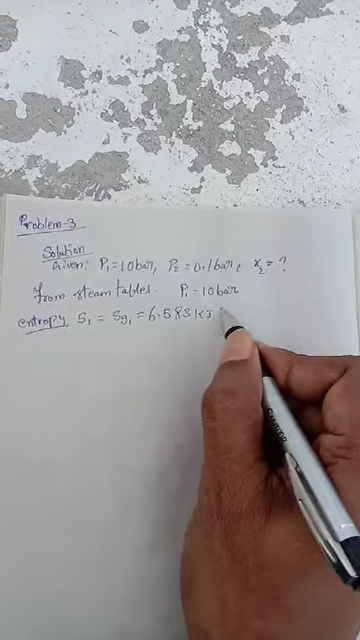 Problem-3
Solution
Given: P₁ = 10 bar, P₂ = 0.1 bar, x₂ = ?
From steam tables. P₁ = 10 bar
entropy S₁ = Sg₁ = 6.583 KJ